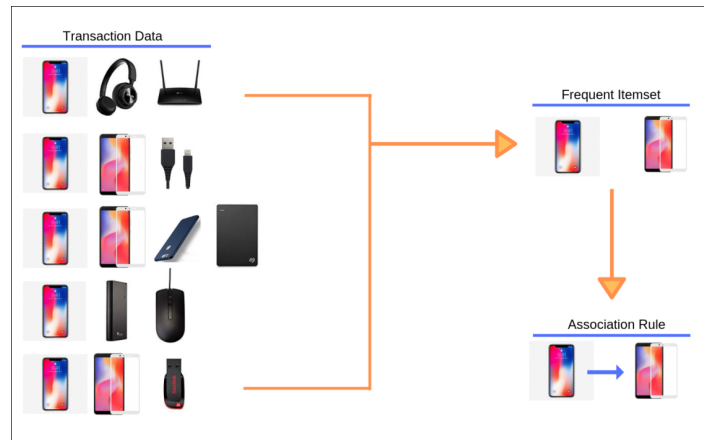 Transaction Data
Frequent Itemset
Association Rule